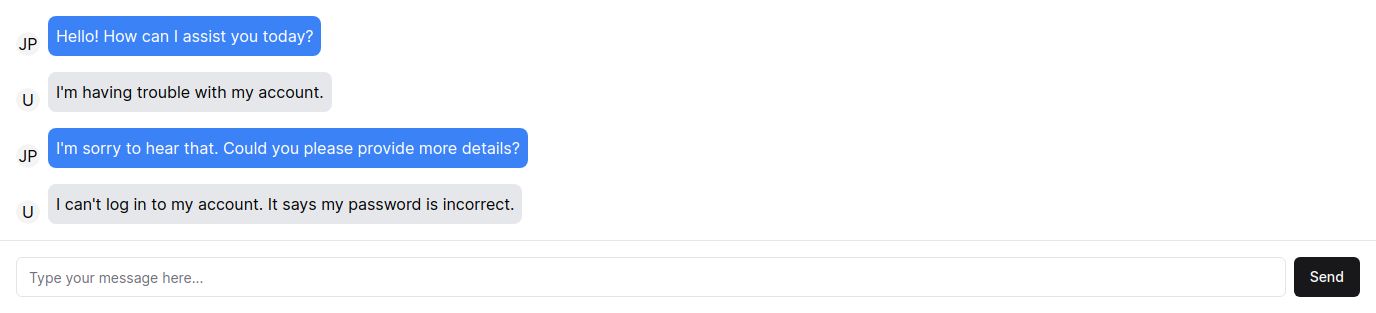 JP Hello! How can I assist you today?
U I'm having trouble with my account.
JP I'm sorry to hear that. Could you please provide more details?
U I can't log in to my account. It says my password is incorrect.
Type your message here... Send